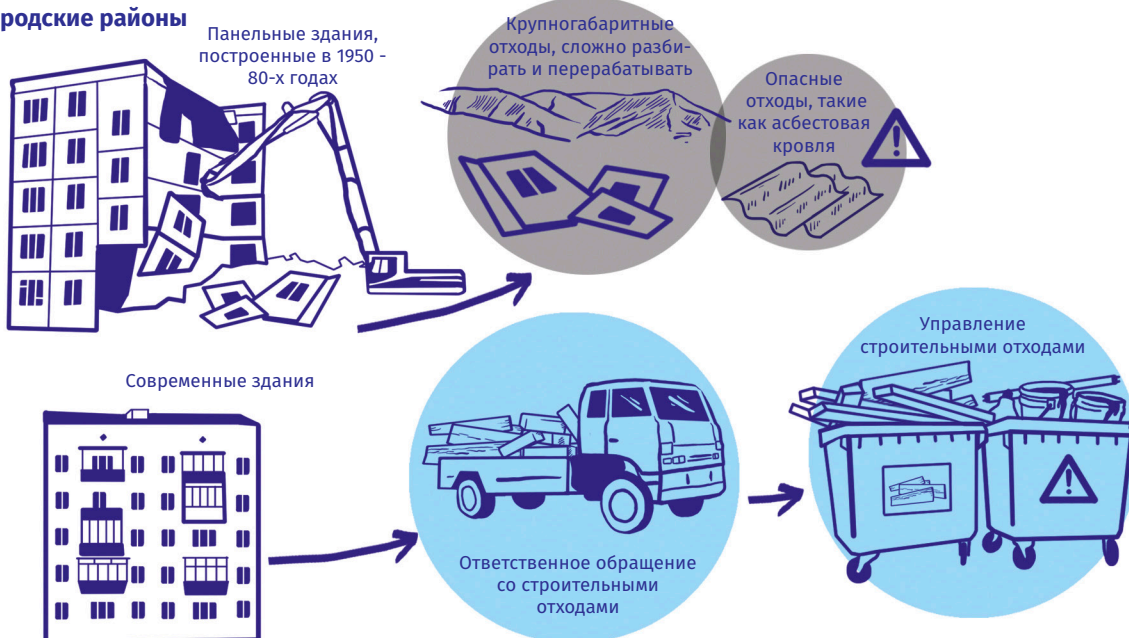 родские районы
Панельные здания,
построенные в 1950 -
80-х годах
Крупногабаритные
отходы, сложно разби-
рать и перерабатывать
Опасные
отходы, такие
как асбестовая
кровля
Современные здания
Ответственное обращение
со строительными
отходами
Управление
строительными отходами